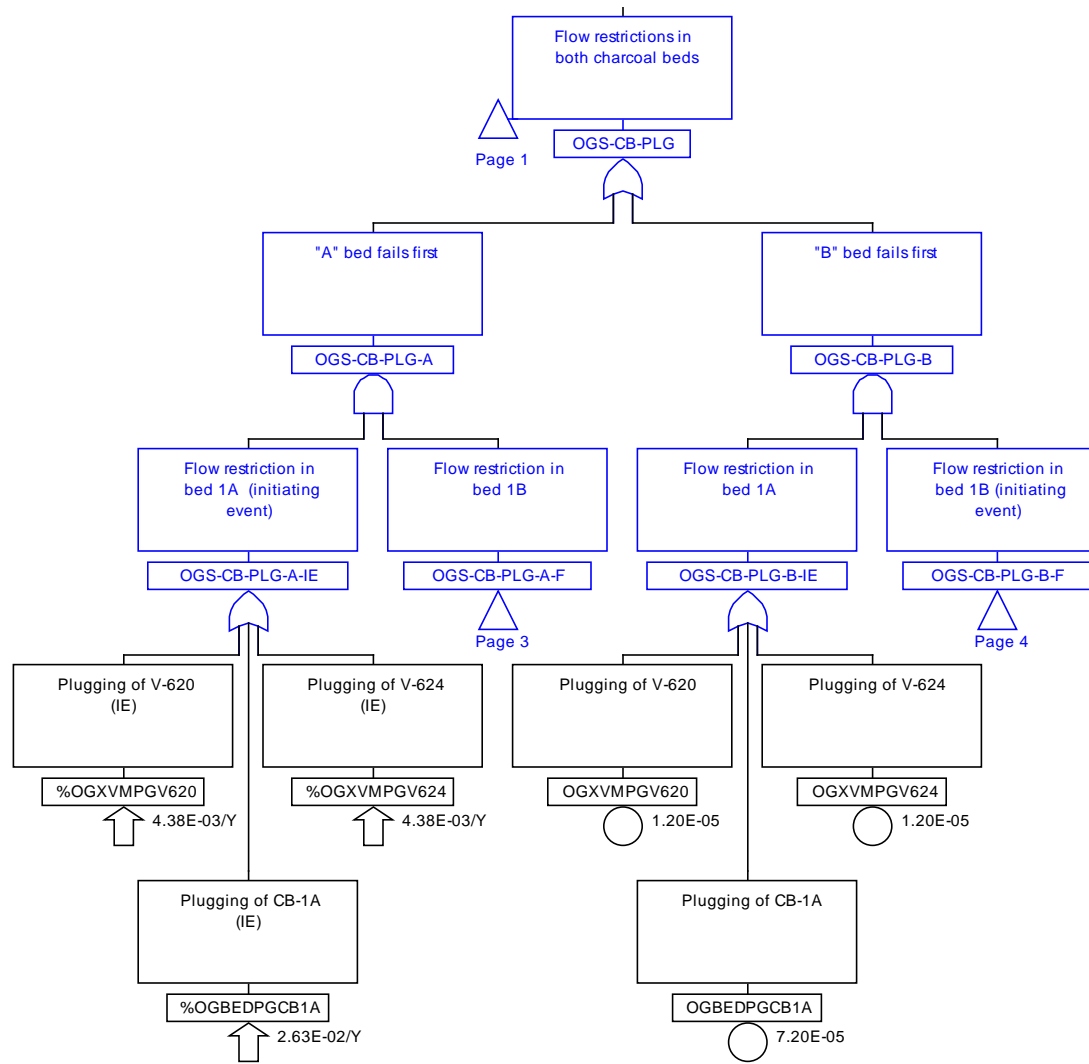 Flow restrictions in
both charcoal beds
Page 1
OGS-CB-PLG
"A" bed fails first
"B" bed fails first
OGS-CB-PLG-A
OGS-CB-PLG-B
Flow restriction in
bed 1A (initiating
event)
Flow restriction in
bed 1B
Flow restriction in
bed 1A
Flow restriction in
bed 1B (initiating
event)
OGS-CB-PLG-A-IE
OGS-CB-PLG-A-F
OGS-CB-PLG-B-IE
OGS-CB-PLG-B-F
Page 3
Page 4
Plugging of V-620
(IE)
Plugging of V-624
(IE)
Plugging of V-620
Plugging of V-624
%OGXVMPGV620
%OGXVMPGV624
OGXVMPGV620
OGXVMPGV624
4.38E-03/Y
4.38E-03/Y
1.20E-05
1.20E-05
Plugging of CB-1A
(IE)
Plugging of CB-1A
%OGBEDPGCB1A
OGBEDPGCB1A
2.63E-02/Y
7.20E-05